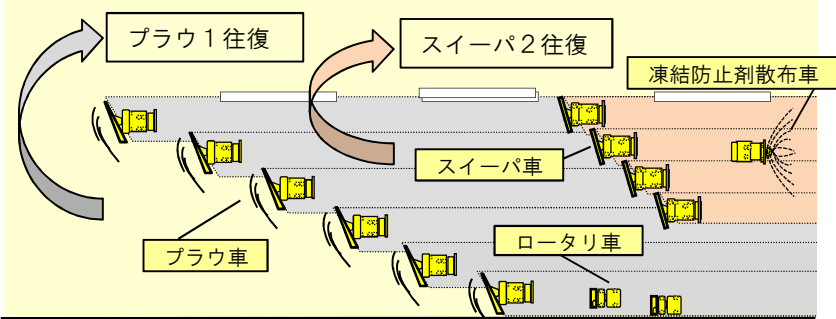 プラウ１往復
スイーパ２往復
凍結防止剤散布車
スイーパ車
プラウ車
ロータリ車